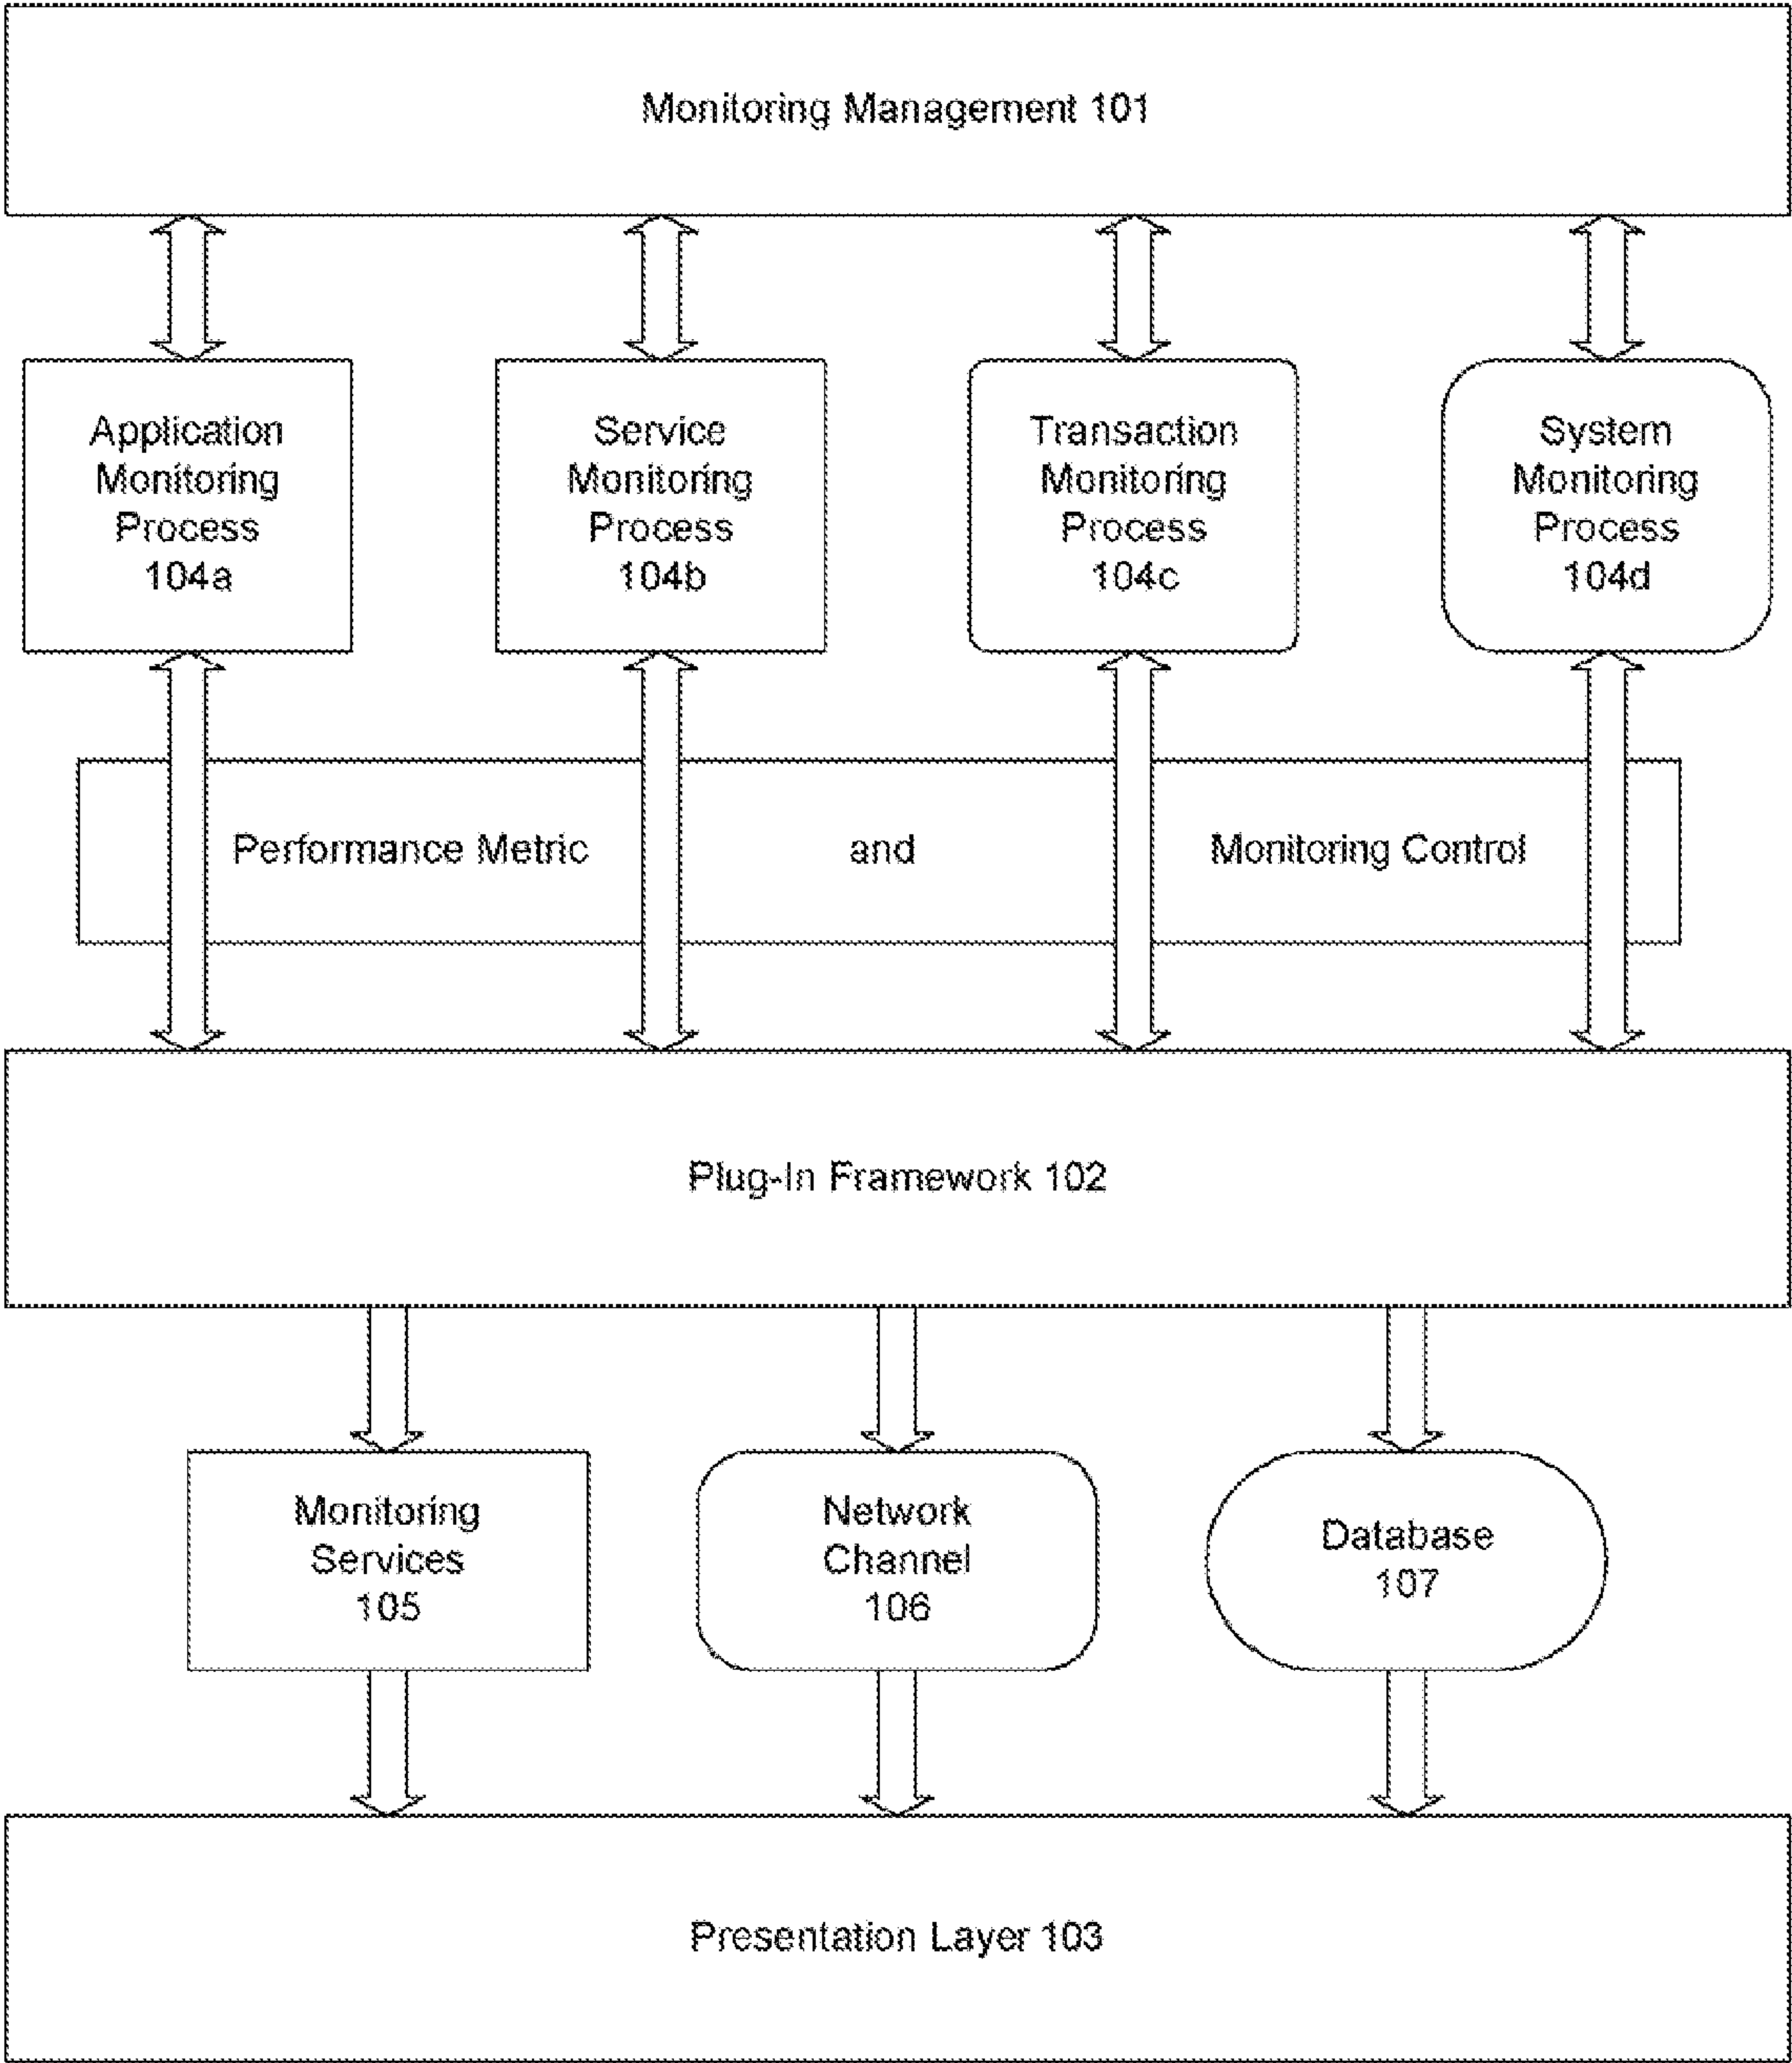 Monitoring Management 101
Application
Monitoring
Process
104a
Service
Monitoring
Process
104b
Transaction
Monitoring
Process
104c
System
Monitoring
Process
104d
Performance Metric and Monitoring Control
Plug-In Framework 102
Monitoring
Services
105
Network
Channel
106
Database
107
Presentation Layer 103